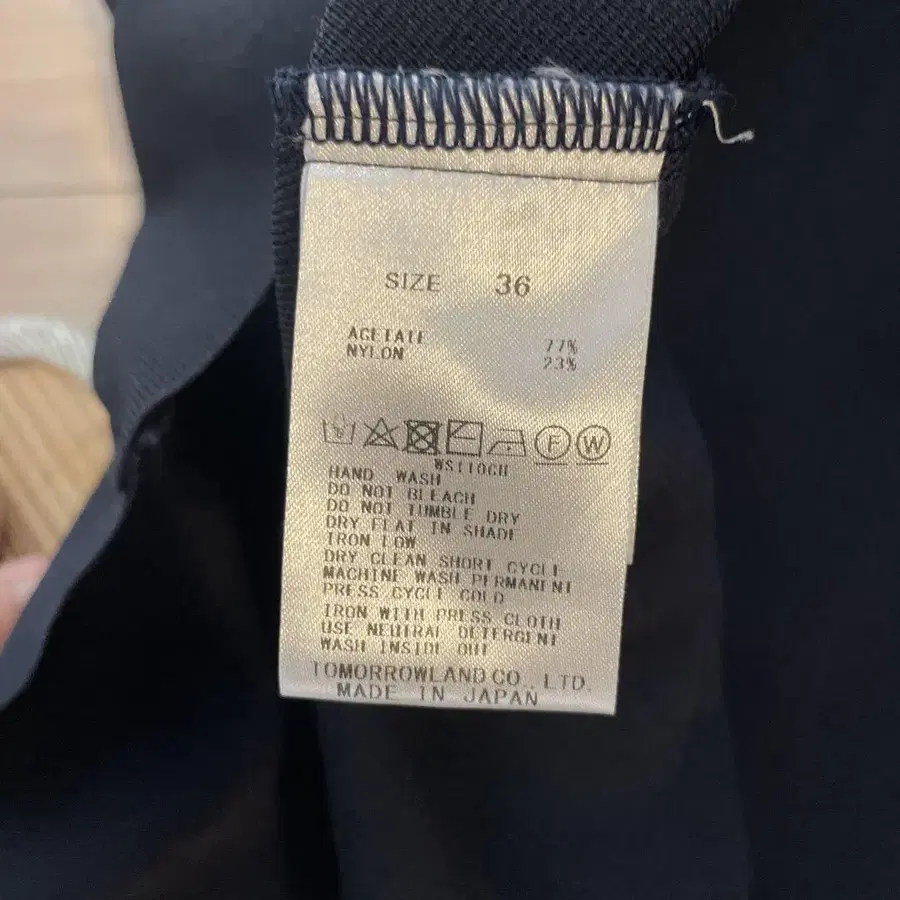 SIZE 36
ACETATE 77%
NYLON 23%
F W
WS110CH
HAND WASH
DO NOT BLEACH
DO NOT TUMBLE DRY
DRY FLAT IN SHADE
IRON LOW
DRY CLEAN SHORT CYCLE
MACHINE WASH PERMANENT
PRESS CYCLE COLD
IRON WITH PRESS CLOTH
USE NEUTRAL DETERGENT
WASH INSIDE OUT
TOMORROWLAND CO., LTD.
MADE IN JAPAN